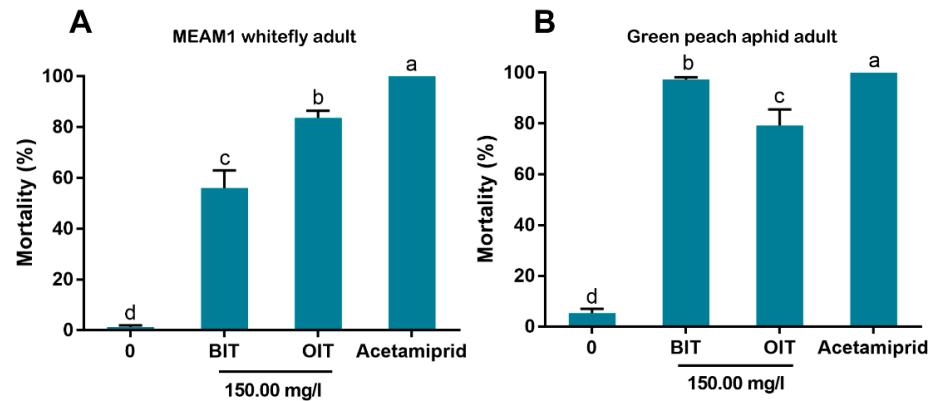 A
MEAM1 whitefly adult
Mortality (%)
100
80
60
40
20
0
d
c
b
a
0 BIT OIT Acetamiprid
150.00 mg/l
B
Green peach aphid adult
Mortality (%)
100
80
60
40
20
0
d
b
c
a
0 BIT OIT Acetamiprid
150.00 mg/l